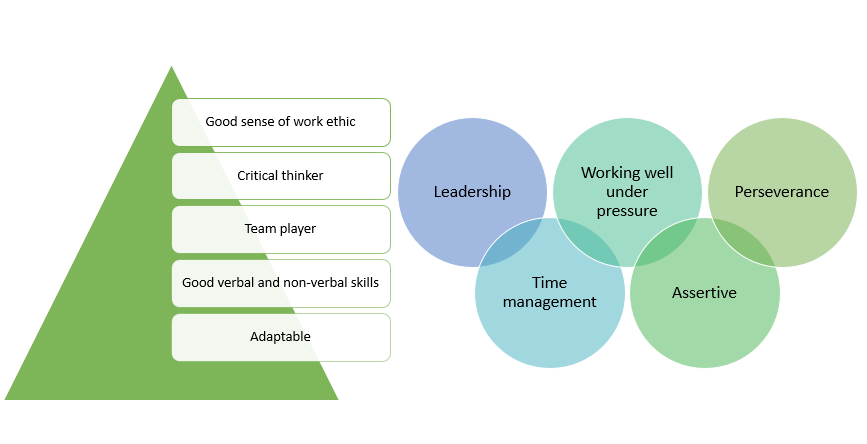 Good sense of work ethic
Critical thinker
Team player
Good verbal and non-verbal skills
Adaptable
Leadership
Working well
under
pressure
Perseverance
Time
management
Assertive